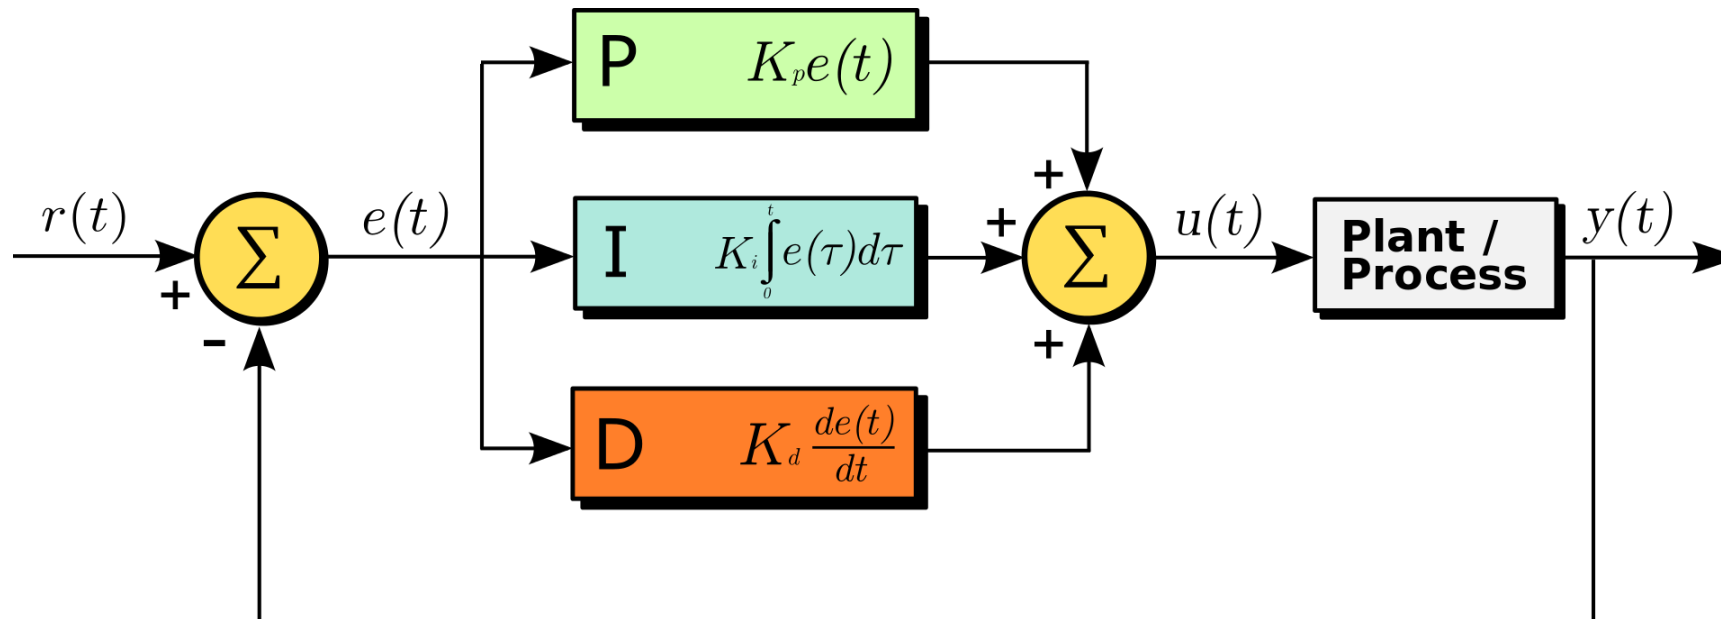 r(t)
+
-
Σ
e(t)
P K_p e(t)
I K_i ∫_0^t e(τ)dτ
D K_d de(t)/dt
+
+
+
Σ
u(t)
Plant /
Process
y(t)